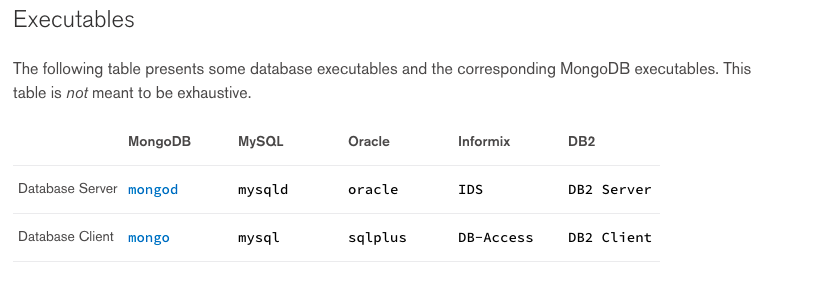 Executables
The following table presents some database executables and the corresponding MongoDB executables. This
table is not meant to be exhaustive.
MongoDB MySQL Oracle Informix DB2
Database Server mongod mysqld oracle IDS DB2 Server
Database Client mongo mysql sqlplus DB-Access DB2 Client